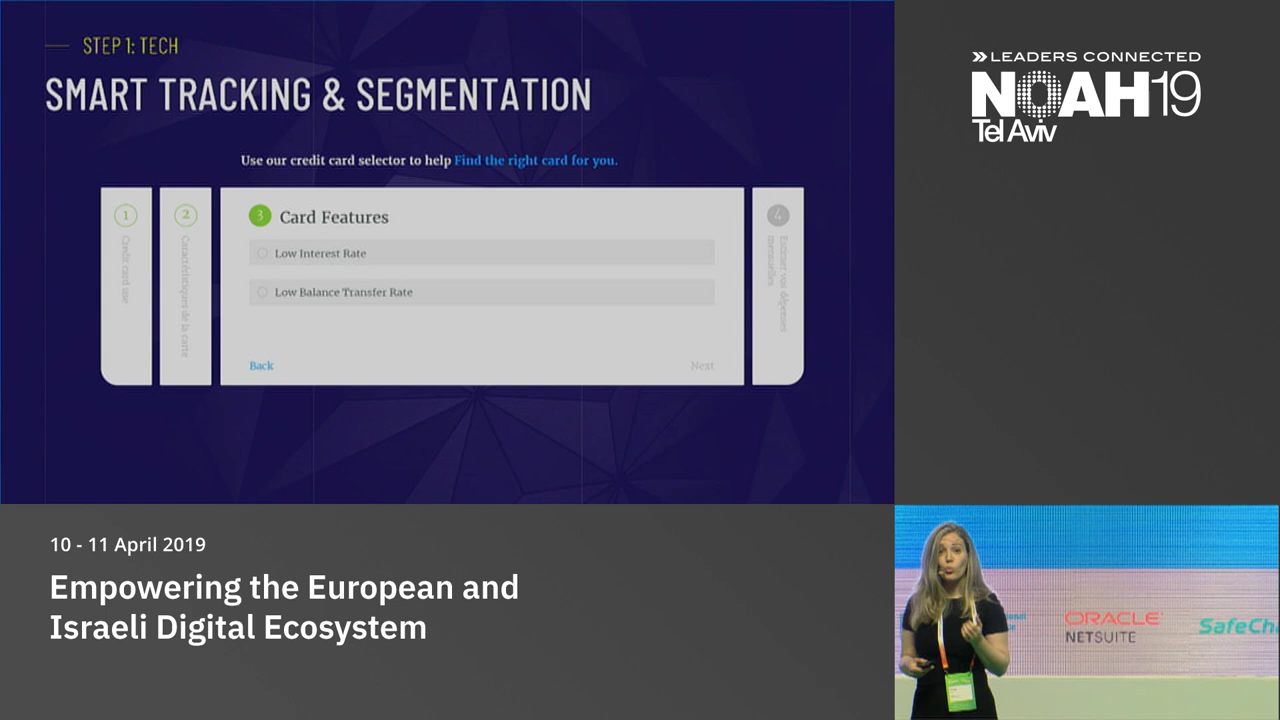 STEP 1: TECH
SMART TRACKING & SEGMENTATION
Use our credit card selector to help Find the right card for you.
1
Credit card use
2
Caractéristiques de la carte
3 Card Features
Low Interest Rate
Low Balance Transfer Rate
Back
Next
4
Estimez vos dépenses
mensuelles
LEADERS CONNECTED
NOAH19
Tel Aviv
10 - 11 April 2019
Empowering the European and
Israeli Digital Ecosystem
ORACLE
NETSUITE
SafeCh